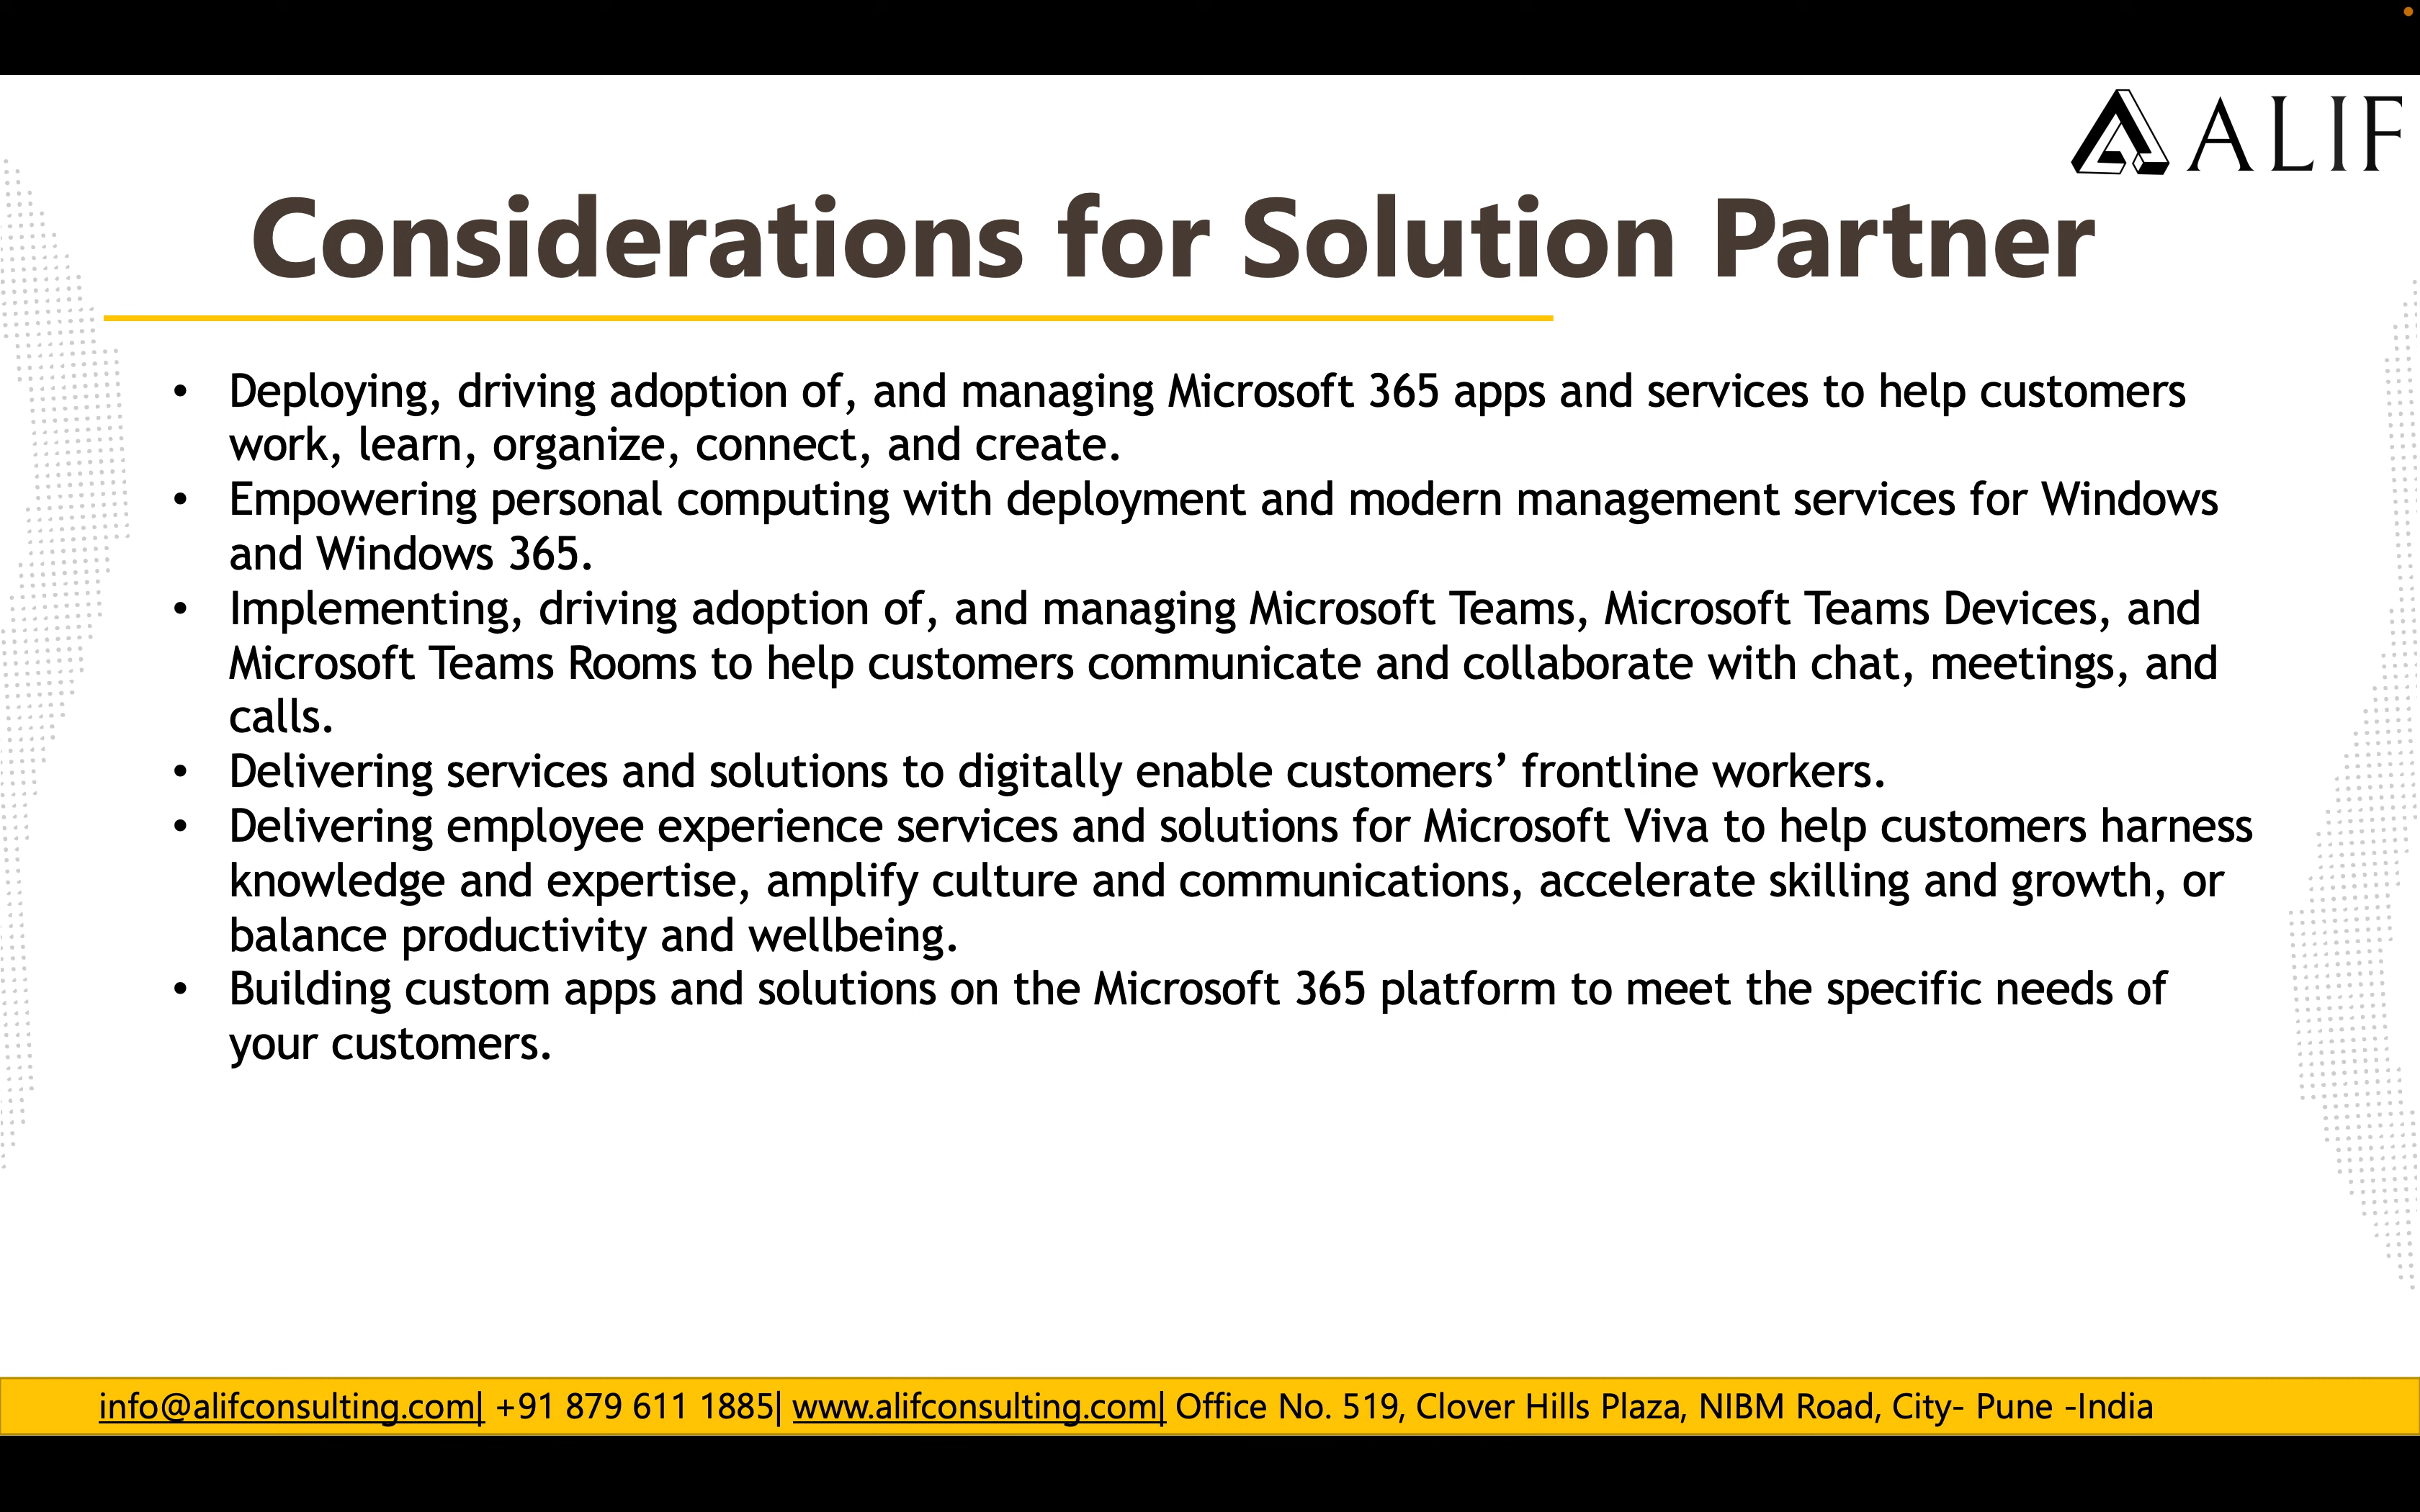 ALIF
Considerations for Solution Partner
• Deploying, driving adoption of, and managing Microsoft 365 apps and services to help customers
work, learn, organize, connect, and create.
• Empowering personal computing with deployment and modern management services for Windows
and Windows 365.
• Implementing, driving adoption of, and managing Microsoft Teams, Microsoft Teams Devices, and
Microsoft Teams Rooms to help customers communicate and collaborate with chat, meetings, and
calls.
• Delivering services and solutions to digitally enable customers’ frontline workers.
• Delivering employee experience services and solutions for Microsoft Viva to help customers harness
knowledge and expertise, amplify culture and communications, accelerate skilling and growth, or
balance productivity and wellbeing.
• Building custom apps and solutions on the Microsoft 365 platform to meet the specific needs of
your customers.
info@alifconsulting.com| +91 879 611 1885| www.alifconsulting.com| Office No. 519, Clover Hills Plaza, NIBM Road, City- Pune -India